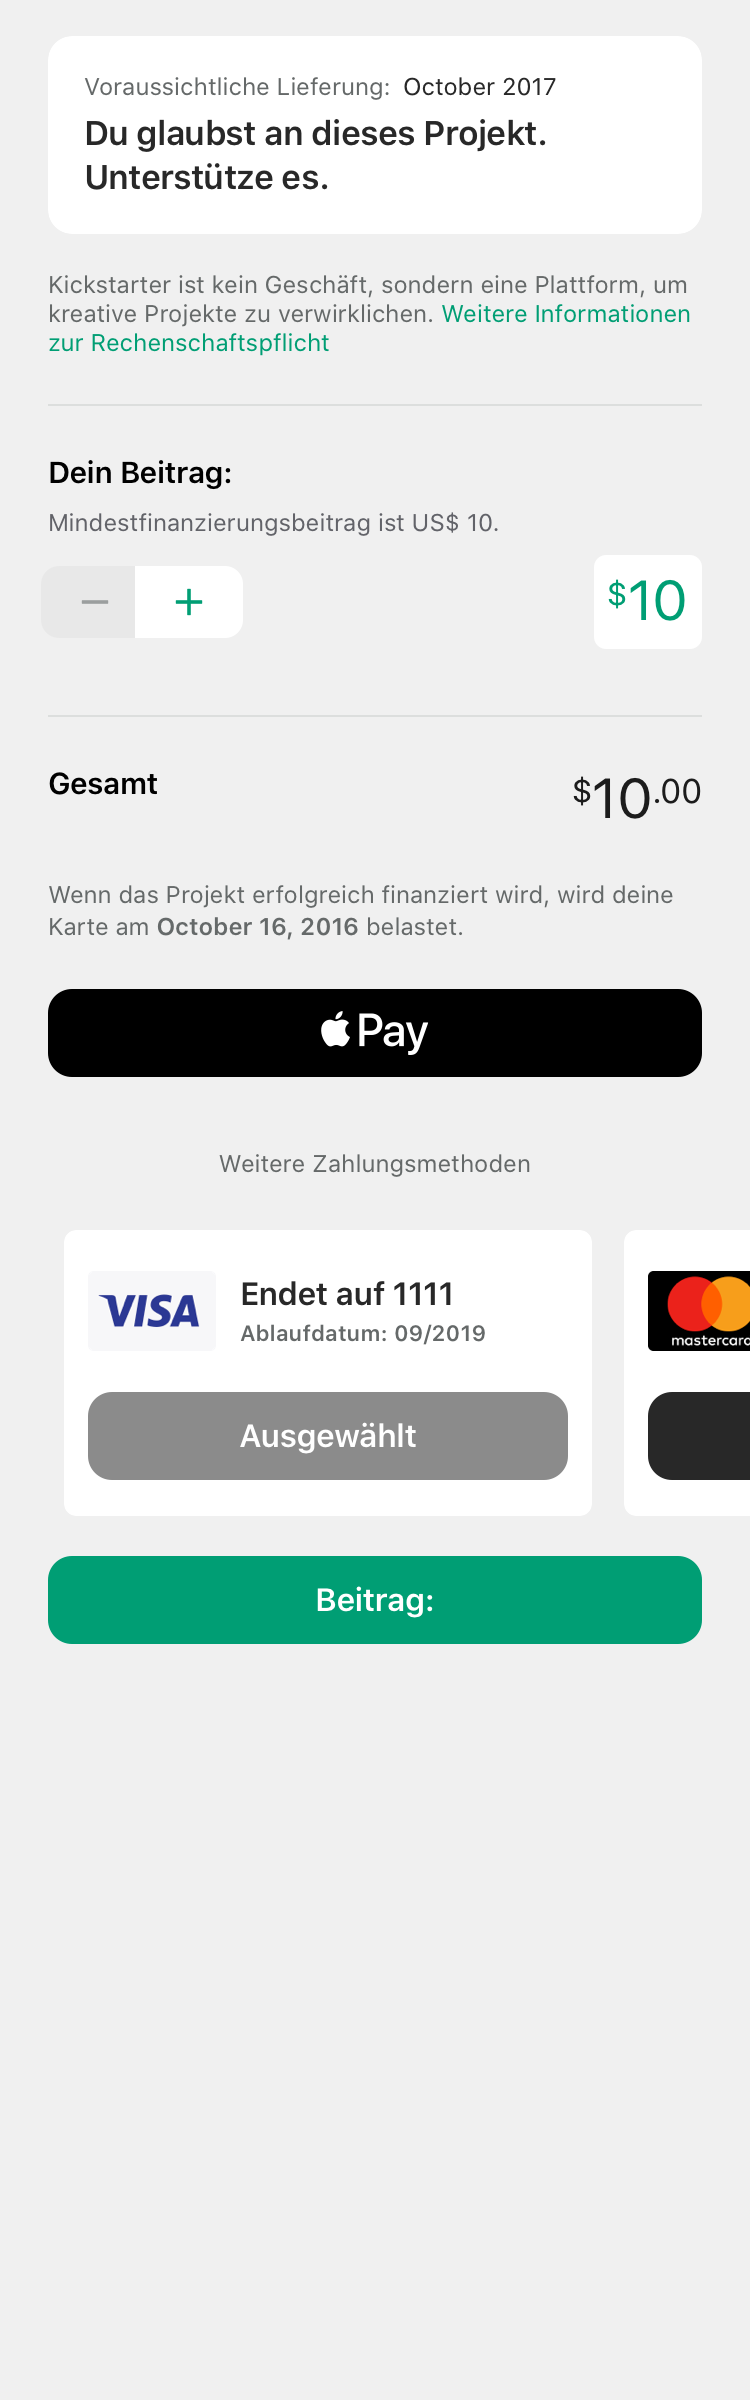 Voraussichtliche Lieferung: October 2017
Du glaubst an dieses Projekt.
Unterstütze es.
Kickstarter ist kein Geschäft, sondern eine Plattform, um
kreative Projekte zu verwirklichen. Weitere Informationen
zur Rechenschaftspflicht
Dein Beitrag:
Mindestfinanzierungsbeitrag ist US$ 10.
− +
$10
Gesamt
$10.00
Wenn das Projekt erfolgreich finanziert wird, wird deine
Karte am October 16, 2016 belastet.
Pay
Weitere Zahlungsmethoden
VISA
Endet auf 1111
Ablaufdatum: 09/2019
Ausgewählt
mastercard
Beitrag: